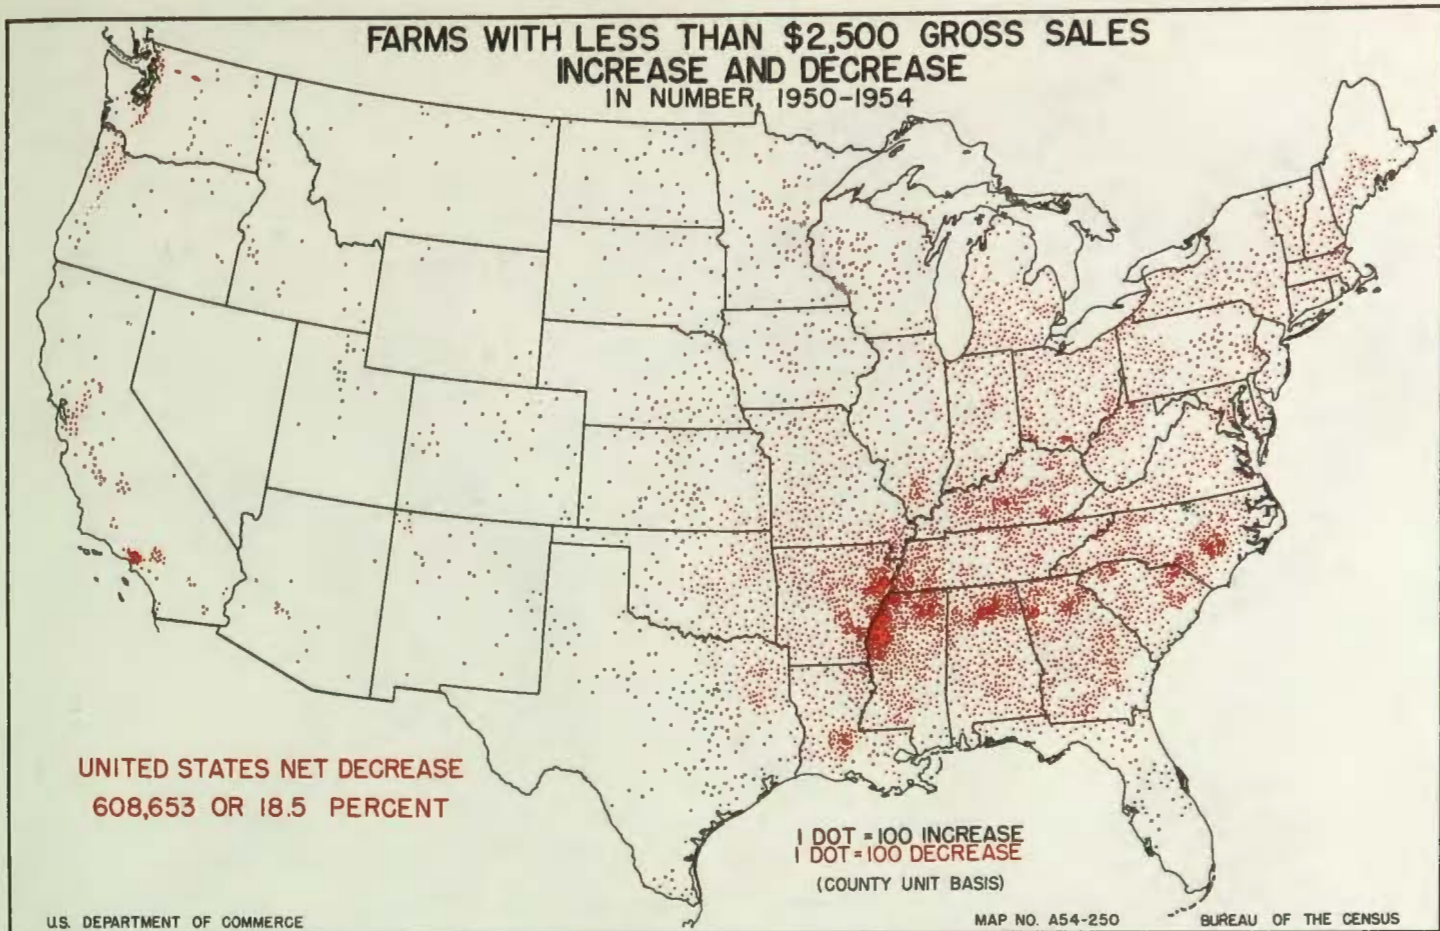 FARMS WITH LESS THAN $2,500 GROSS SALES
INCREASE AND DECREASE
IN NUMBER, 1950-1954
UNITED STATES NET DECREASE
608,653 OR 18.5 PERCENT
1 DOT = 100 INCREASE
1 DOT = 100 DECREASE
(COUNTY UNIT BASIS)
U.S. DEPARTMENT OF COMMERCE
MAP NO. A54-250
BUREAU OF THE CENSUS